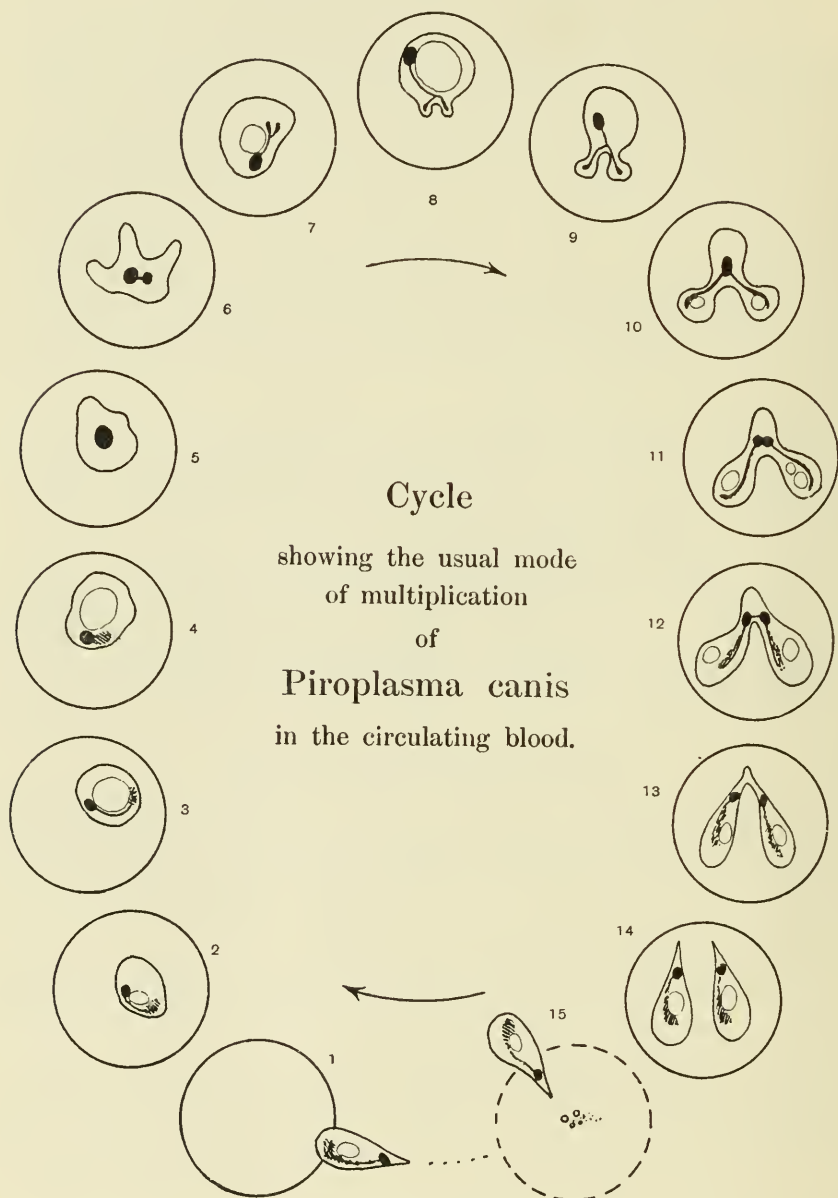 8
7
9
6
10
5
11
Cycle
showing the usual mode
of multiplication
of
Piroplasma canis
in the circulating blood.
4
12
3
13
2
14
1
15